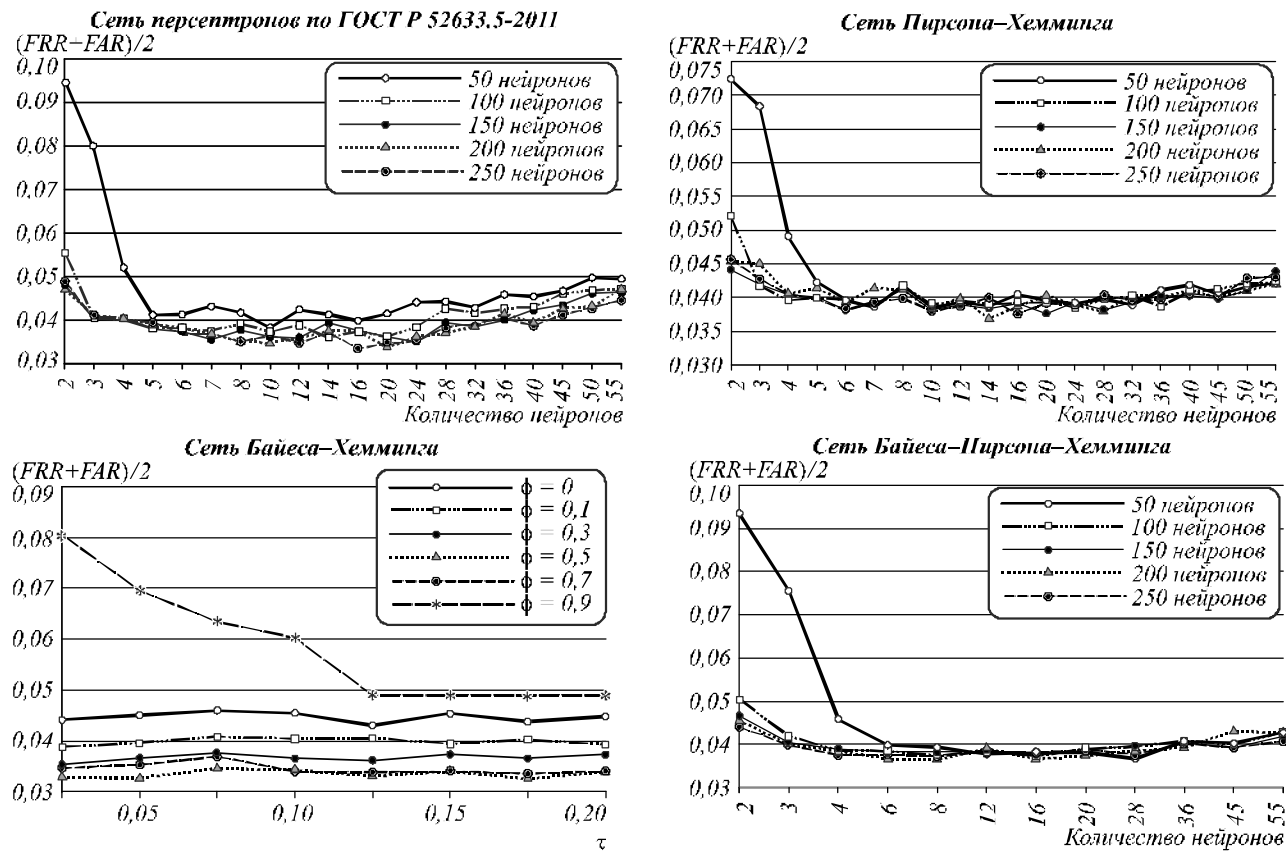 Сеть персептронов по ГОСТ Р 52633.5-2011
(FRR+FAR)/2
0,10
0,09
0,08
0,07
0,06
0,05
0,04
0,03
50 нейронов
100 нейронов
150 нейронов
200 нейронов
250 нейронов
2 3 4 5 6 7 8 10 12 14 16 20 24 28 32 36 40 45 50 55
Количество нейронов
Сеть Пирсона–Хемминга
(FRR+FAR)/2
0,075
0,070
0,065
0,060
0,055
0,050
0,045
0,040
0,035
0,030
50 нейронов
100 нейронов
150 нейронов
200 нейронов
250 нейронов
2 3 4 5 6 7 8 10 12 14 16 20 24 28 32 36 40 45 50 55
Количество нейронов
Сеть Байеса–Хемминга
(FRR+FAR)/2
0,09
0,08
0,07
0,06
0,05
0,04
0,03
ϕ = 0
ϕ = 0,1
ϕ = 0,3
ϕ = 0,5
ϕ = 0,7
ϕ = 0,9
0,05 0,10 0,15 0,20
τ
Сеть Байеса–Пирсона–Хемминга
(FRR+FAR)/2
0,10
0,09
0,08
0,07
0,06
0,05
0,04
0,03
50 нейронов
100 нейронов
150 нейронов
200 нейронов
250 нейронов
2 3 4 6 8 12 16 20 28 36 45 55
Количество нейронов